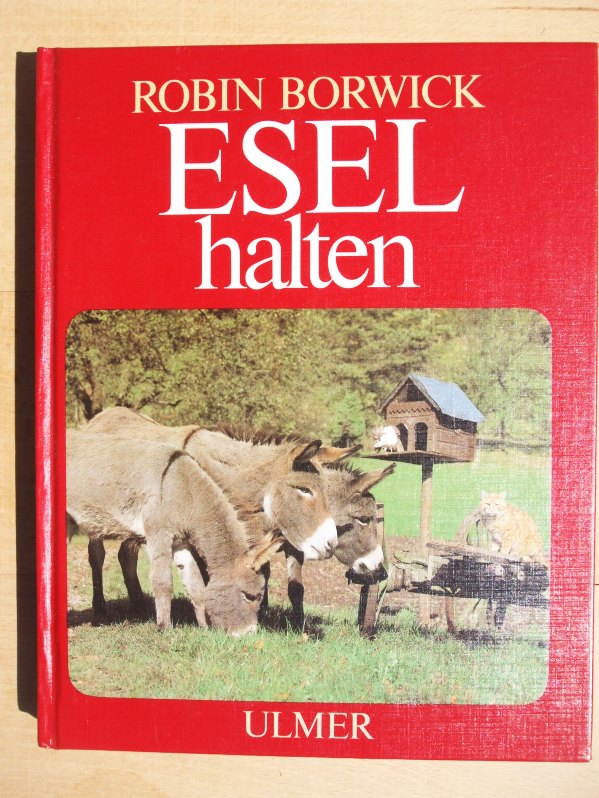 ROBIN BORWICK
ESEL
halten
ULMER